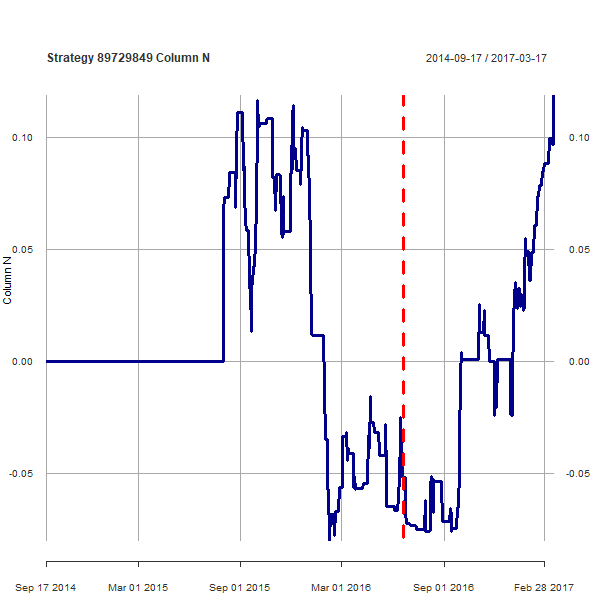 Strategy 89729849 Column N
2014-09-17 / 2017-03-17
0.10
0.10
0.05
0.05
0.00
0.00
-0.05
-0.05
Column N
Sep 17 2014
Mar 01 2015
Sep 01 2015
Mar 01 2016
Sep 01 2016
Feb 28 2017